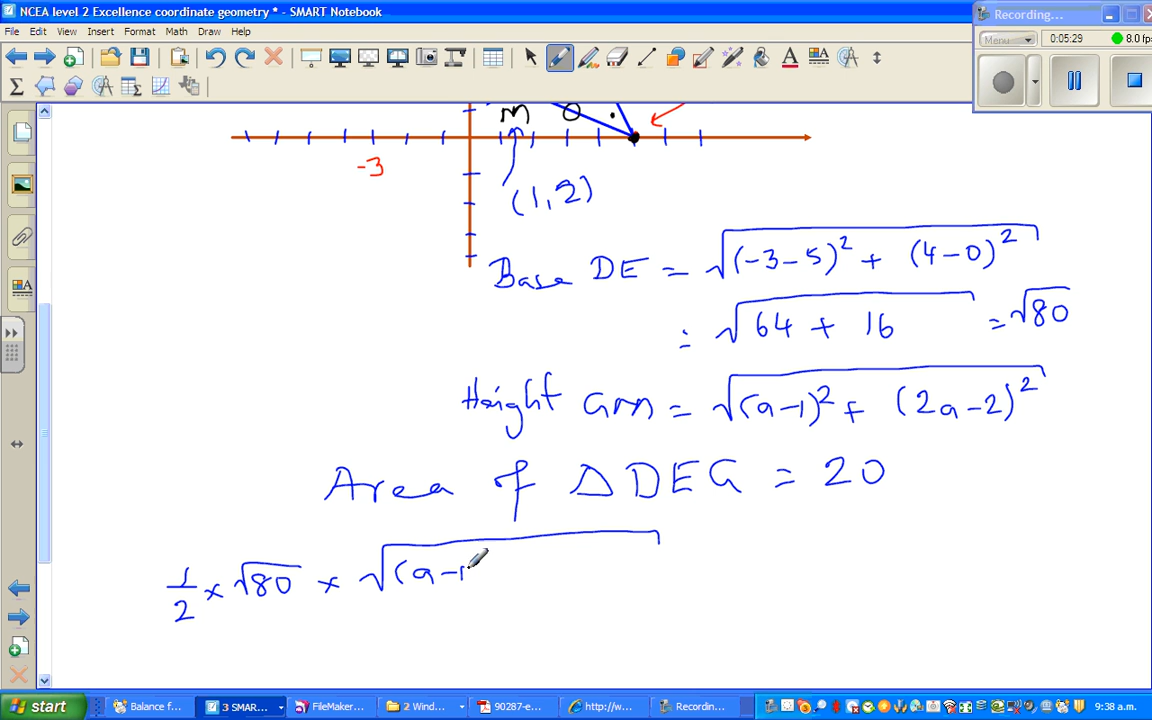 NCEA level 2 Excellence coordinate geometry * - SMART Notebook
File Edit View Insert Format Math Draw Help
Recording...
Menu
0:05:29
8.0 fp
m
-3
(1,2)
Base DE = √(-3-5)² + (4-0)²
= √64 + 16 = √80
Height Gm = √(a-1)² + (2a-2)²
Area of Δ DEG = 20
1/2 × √80 × √(a-1
start
Balance f...
3 SMAR...
FileMaker...
2 Wind...
90287-e...
http://w...
Recordin...
9:38 a.m.